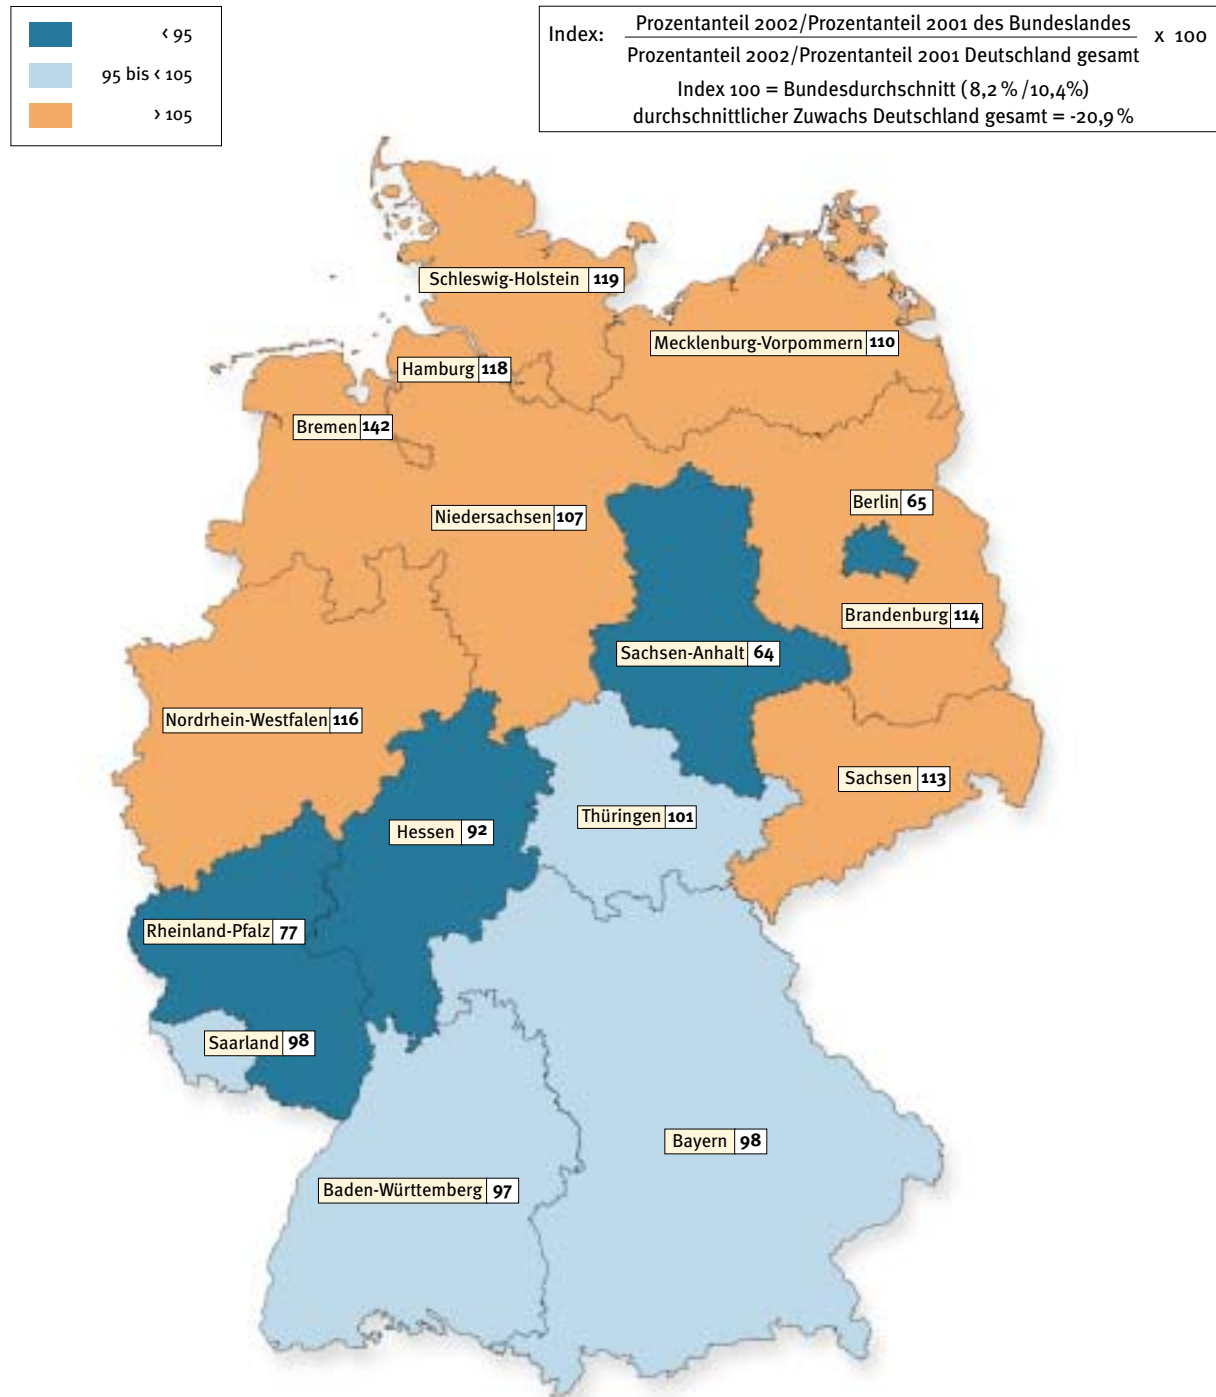 < 95
95 bis < 105
> 105
Index: Prozentanteil 2002/Prozentanteil 2001 des Bundeslandes x 100
Prozentanteil 2002/Prozentanteil 2001 Deutschland gesamt
Index 100 = Bundesdurchschnitt (8,2 % /10,4%)
durchschnittlicher Zuwachs Deutschland gesamt = -20,9 %
Schleswig-Holstein 119
Mecklenburg-Vorpommern 110
Hamburg 118
Bremen 142
Berlin 65
Niedersachsen 107
Brandenburg 114
Sachsen-Anhalt 64
Nordrhein-Westfalen 116
Sachsen 113
Thüringen 101
Hessen 92
Rheinland-Pfalz 77
Saarland 98
Bayern 98
Baden-Württemberg 97